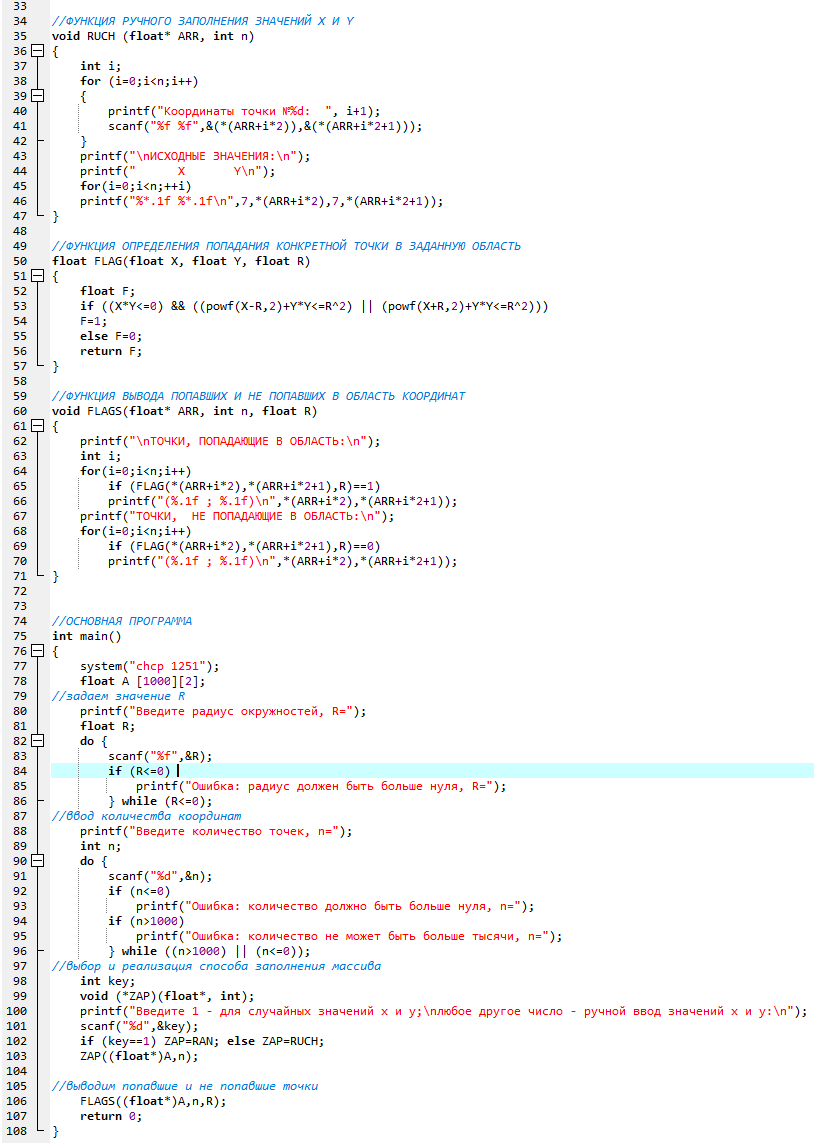 33
34 //ФУНКЦИЯ РУЧНОГО ЗАПОЛНЕНИЯ ЗНАЧЕНИЙ X И Y
35 void RUCH (float* ARR, int n)
36 {
37 int i;
38 for (i=0;i<n;i++)
39 {
40 printf("Координаты точки №%d:  ", i+1);
41 scanf("%f %f",&(*(ARR+i*2)),&(*(ARR+i*2+1)));
42 }
43 printf("\nИСХОДНЫЕ ЗНАЧЕНИЯ:\n");
44 printf("      X       Y\n");
45 for(i=0;i<n;++i)
46 printf("%*.1f %*.1f\n",7,*(ARR+i*2),7,*(ARR+i*2+1));
47 }
48
49 //ФУНКЦИЯ ОПРЕДЕЛЕНИЯ ПОПАДАНИЯ КОНКРЕТНОЙ ТОЧКИ В ЗАДАННУЮ ОБЛАСТЬ
50 float FLAG(float X, float Y, float R)
51 {
52 float F;
53 if ((X*Y<=0) && ((powf(X-R,2)+Y*Y<=R^2) || (powf(X+R,2)+Y*Y<=R^2)))
54 F=1;
55 else F=0;
56 return F;
57 }
58
59 //ФУНКЦИЯ ВЫВОДА ПОПАВШИХ И НЕ ПОПАВШИХ В ОБЛАСТЬ КООРДИНАТ
60 void FLAGS(float* ARR, int n, float R)
61 {
62 printf("\nТОЧКИ, ПОПАДАЮЩИЕ В ОБЛАСТЬ:\n");
63 int i;
64 for(i=0;i<n;i++)
65 if (FLAG(*(ARR+i*2),*(ARR+i*2+1),R)==1)
66 printf("(%.1f ; %.1f)\n",*(ARR+i*2),*(ARR+i*2+1));
67 printf("ТОЧКИ,  НЕ ПОПАДАЮЩИЕ В ОБЛАСТЬ:\n");
68 for(i=0;i<n;i++)
69 if (FLAG(*(ARR+i*2),*(ARR+i*2+1),R)==0)
70 printf("(%.1f ; %.1f)\n",*(ARR+i*2),*(ARR+i*2+1));
71 }
72
73
74 //ОСНОВНАЯ ПРОГРАММА
75 int main()
76 {
77 system("chcp 1251");
78 float A [1000][2];
79 //задаем значение R
80 printf("Введите радиус окружностей, R=");
81 float R;
82 do {
83 scanf("%f",&R);
84 if (R<=0)
85 printf("Ошибка: радиус должен быть больше нуля, R=");
86 } while (R<=0);
87 //ввод количества координат
88 printf("Введите количество точек, n=");
89 int n;
90 do {
91 scanf("%d",&n);
92 if (n<=0)
93 printf("Ошибка: количество должно быть больше нуля, n=");
94 if (n>1000)
95 printf("Ошибка: количество не может быть больше тысячи, n=");
96 } while ((n>1000) || (n<=0));
97 //выбор и реализация способа заполнения массива
98 int key;
99 void (*ZAP)(float*, int);
100 printf("Введите 1 - для случайных значений x и y;\nлюбое другое число - ручной ввод значений x и y:\n");
101 scanf("%d",&key);
102 if (key==1) ZAP=RAN; else ZAP=RUCH;
103 ZAP((float*)A,n);
104
105 //выводим попавшие и не попавшие точки
106 FLAGS((float*)A,n,R);
107 return 0;
108 }